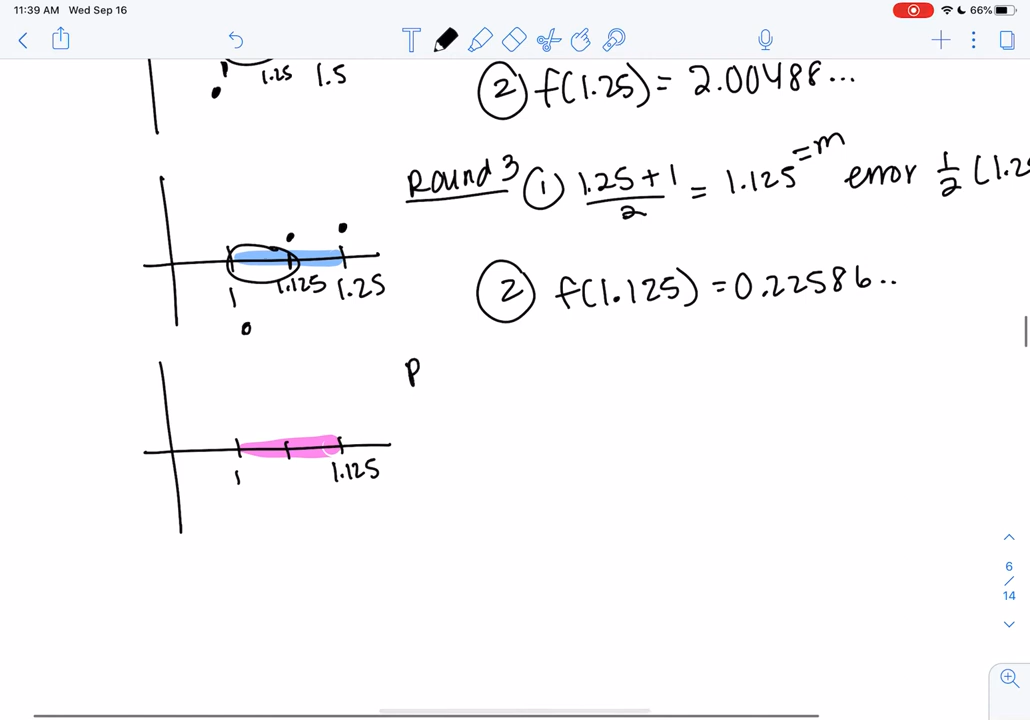 11:39 AM Wed Sep 16
66%
T
1.25 1.5
② f(1.25) = 2.00488...
Round 3 ① 1.25 + 1 / 2 = 1.125 = m error 1/2 (1.25
1 1.125 1.25
② f(1.125) = 0.22586..
P
1 1.125
6
/
14